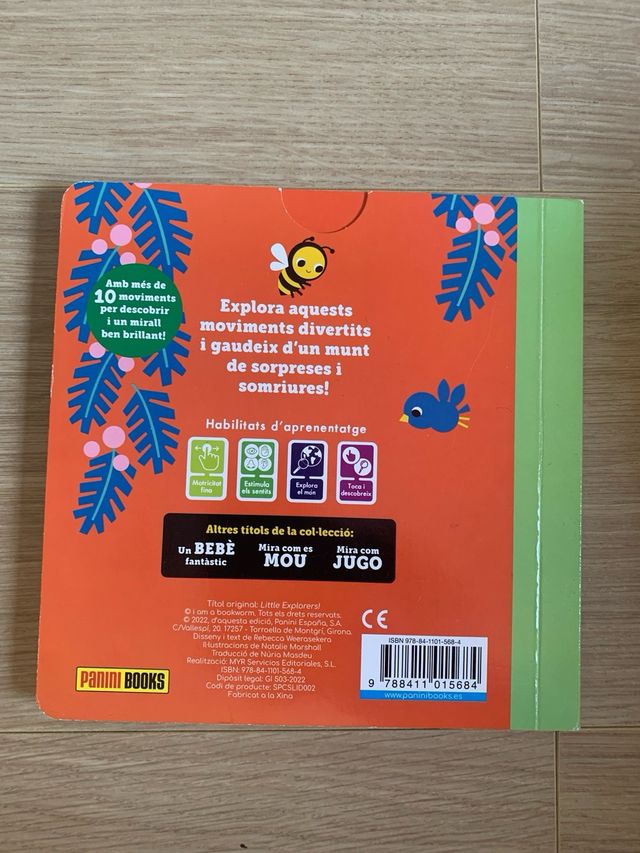 Amb més de
10 moviments
per descobrir
i un mirall
ben brillant!
Explora aquests
moviments divertits
i gaudeix d'un munt
de sorpreses i
somriures!
Habilitats d'aprenentatge
Motricitat
fina
Estimula
els sentits
Explora
el món
Toca i
descobreix
Altres títols de la col·lecció:
Un BEBÈ
fantàstic
Mira com es
MOU
Mira com
JUGO
Títol original: Little Explorers!
© i am a bookworm. Tots els drets reservats.
© 2022, d'aquesta edició, Panini España, S.A.
C/Vallespí, 20. 17257 - Torroella de Montgrí, Girona.
Disseny i text de Rebecca Weerasekera
Il·lustracions de Natalie Marshall
Traducció de Núria Masdeu
Realització: MYR Servicios Editoriales, S.L.
ISBN: 978-84-1101-568-4
Dipòsit legal: GI 503-2022
Codi de producte: SPCSLID002
Fabricat a la Xina
PANINI BOOKS
CE
ISBN 978-84-1101-568-4
9 788411 015684
www.paninibooks.es